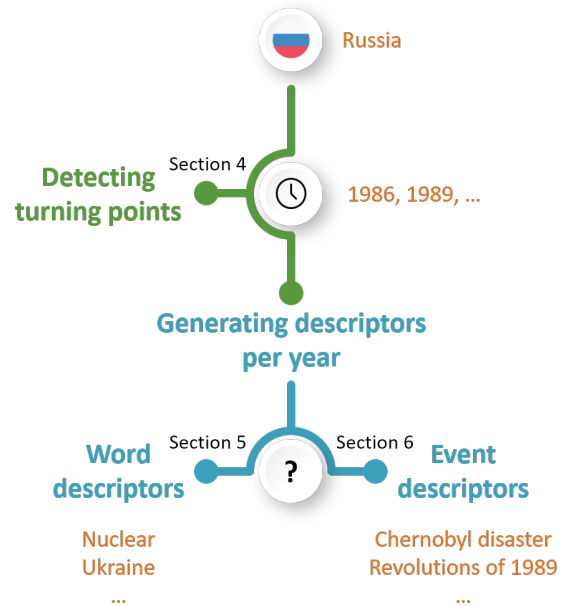 Russia
Section 4
Detecting
turning points
1986, 1989, ...
Generating descriptors
per year
Section 5
Section 6
Word
descriptors
?
Event
descriptors
Nuclear
Ukraine
...
Chernobyl disaster
Revolutions of 1989
...